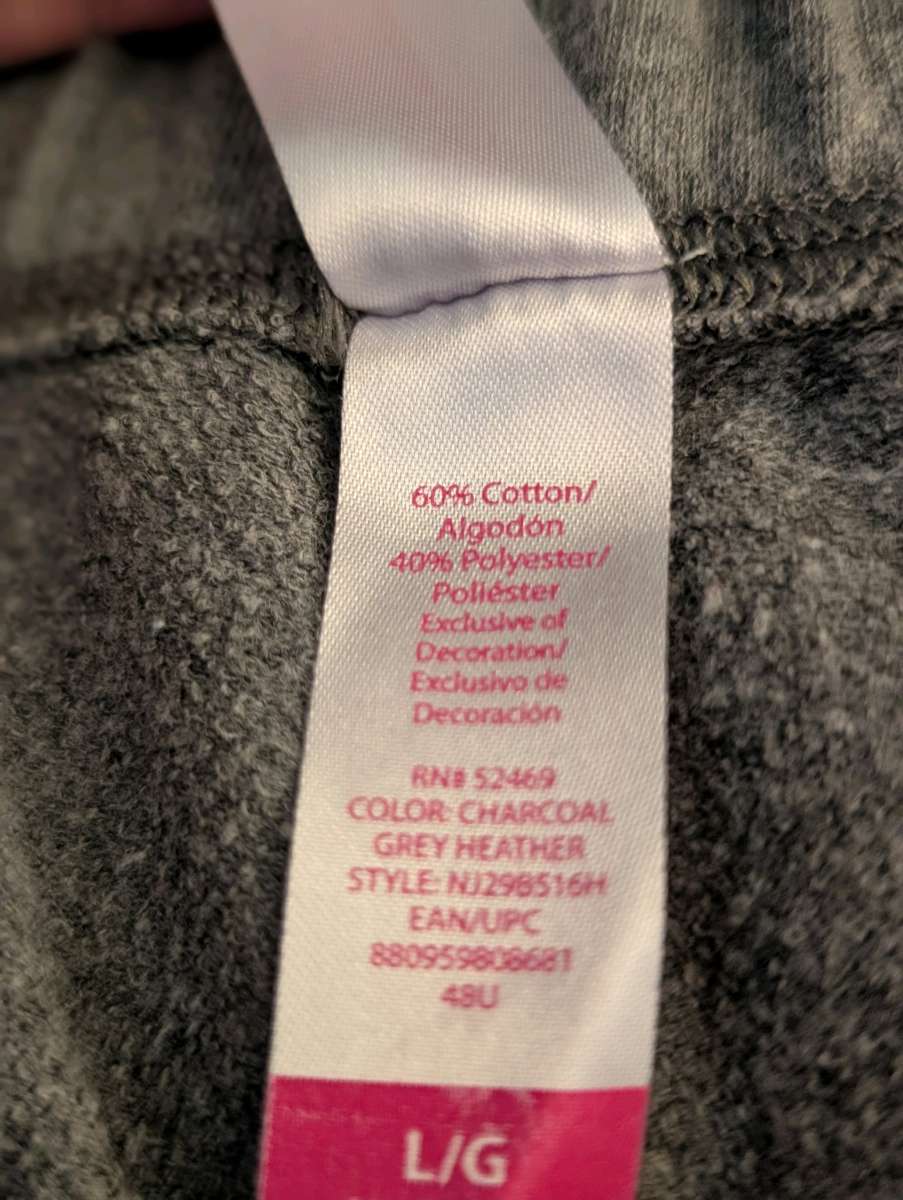 60% Cotton/
Algodón
40% Polyester/
Poliéster
Exclusive of
Decoration/
Exclusivo de
Decoración
RN# 52469
COLOR: CHARCOAL
GREY HEATHER
STYLE: NJ29B516H
EAN/UPC
880959808681
48U
L/G